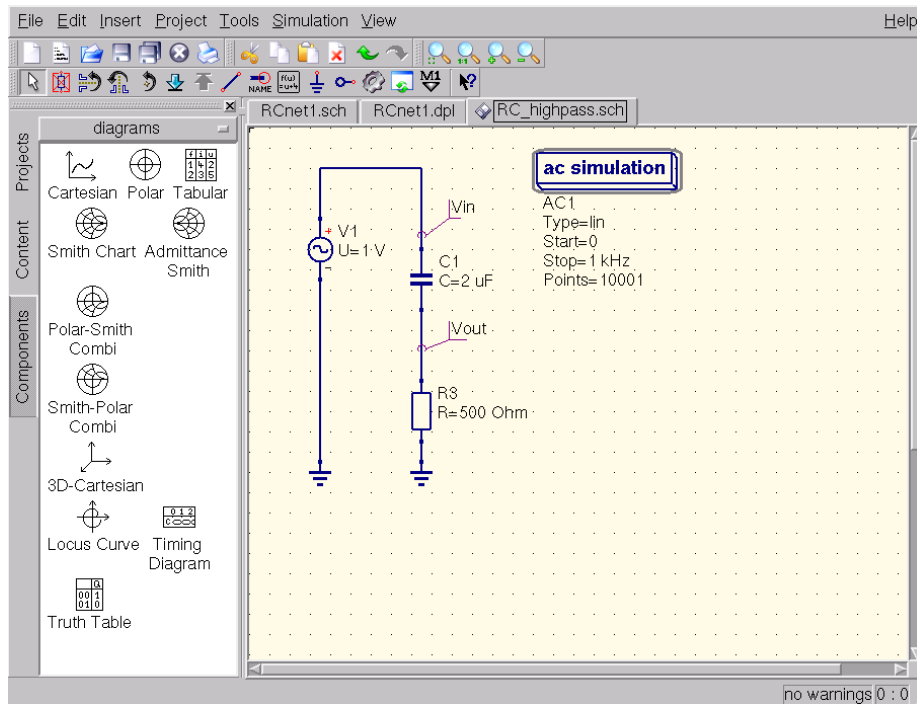 File Edit Insert Project Tools Simulation View Help
NAME
f(u)
=u+4
M1
RCnet1.sch RCnet1.dpl RC_highpass.sch
Projects
Content
Components
diagrams
Cartesian Polar Tabular
Smith Chart Admittance
Smith
Polar-Smith
Combi
Smith-Polar
Combi
3D-Cartesian
Locus Curve Timing
Diagram
Truth Table
ac simulation
AC1
Type=lin
Start=0
Stop=1 kHz
Points=10001
V1
U=1 V
Vin
C1
C=2 uF
Vout
R3
R=500 Ohm
no warnings 0 : 0